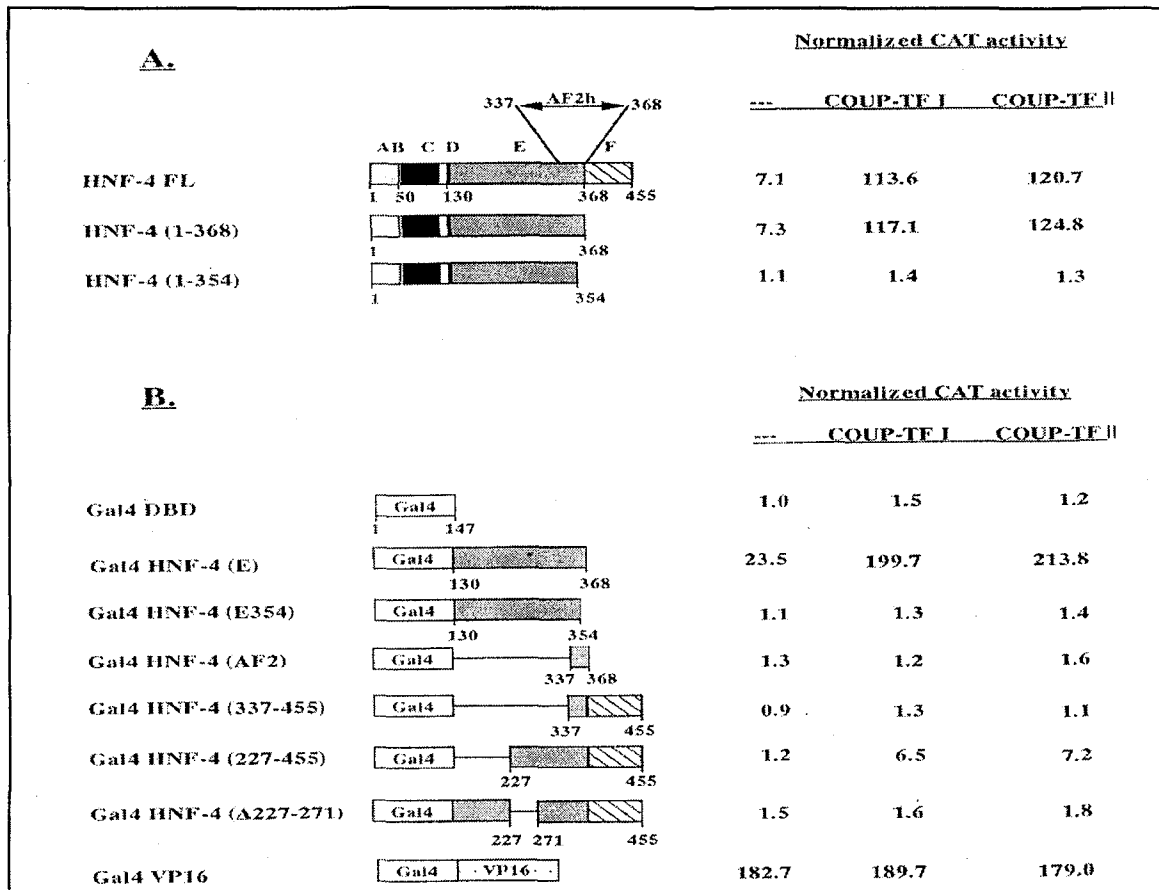 Normalized CAT activity
A.
--- COUP-TF I COUP-TF II
337 AF2h 368
AB C D E F
HNF-4 FL 7.1 113.6 120.7
1 50 130 368 455
HNF-4 (1-368) 7.3 117.1 124.8
1 368
HNF-4 (1-354) 1.1 1.4 1.3
1 354
B.
Normalized CAT activity
--- COUP-TF I COUP-TF II
Gal4 DBD Gal4 1.0 1.5 1.2
1 147
Gal4 HNF-4 (E) Gal4 23.5 199.7 213.8
130 368
Gal4 HNF-4 (E354) Gal4 1.1 1.3 1.4
130 354
Gal4 HNF-4 (AF2) Gal4 1.3 1.2 1.6
337 368
Gal4 HNF-4 (337-455) Gal4 0.9 1.3 1.1
337 455
Gal4 HNF-4 (227-455) Gal4 1.2 6.5 7.2
227 455
Gal4 HNF-4 (Δ227-271) Gal4 1.5 1.6 1.8
227 271 455
Gal4 VP16 Gal4 VP16 182.7 189.7 179.0